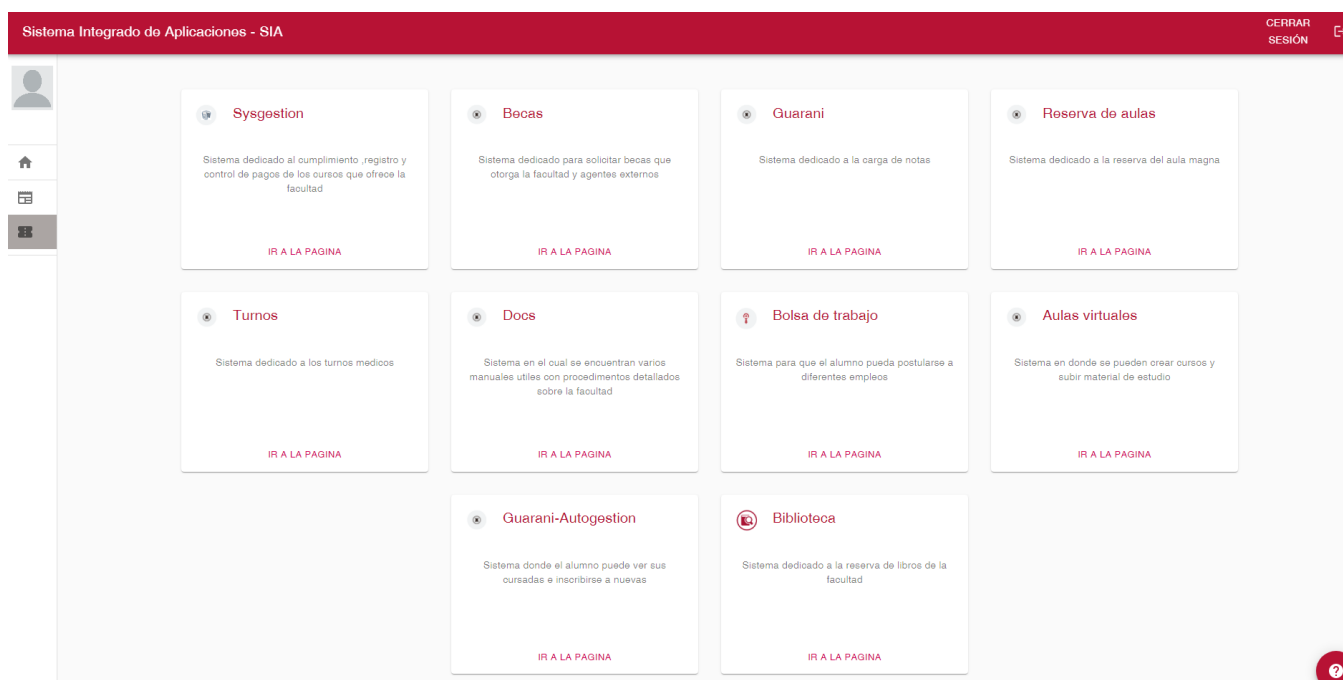 Sistema Integrado de Aplicaciones - SIA
CERRAR
SESIÓN
Sysgestion
Sistema dedicado al cumplimiento ,registro y
control de pagos de los cursos que ofrece la
facultad
IR A LA PAGINA
Becas
Sistema dedicado para solicitar becas que
otorga la facultad y agentes externos
IR A LA PAGINA
Guarani
Sistema dedicado a la carga de notas
IR A LA PAGINA
Reserva de aulas
Sistema dedicado a la reserva del aula magna
IR A LA PAGINA
Turnos
Sistema dedicado a los turnos medicos
IR A LA PAGINA
Docs
Sistema en el cual se encuentran varios
manuales utiles con procedimentos detallados
sobre la facultad
IR A LA PAGINA
Bolsa de trabajo
Sistema para que el alumno pueda postularse a
diferentes empleos
IR A LA PAGINA
Aulas virtuales
Sistema en donde se pueden crear cursos y
subir material de estudio
IR A LA PAGINA
Guarani-Autogestion
Sistema donde el alumno puede ver sus
cursadas e inscribirse a nuevas
IR A LA PAGINA
Biblioteca
Sistema dedicado a la reserva de libros de la
facultad
IR A LA PAGINA
?